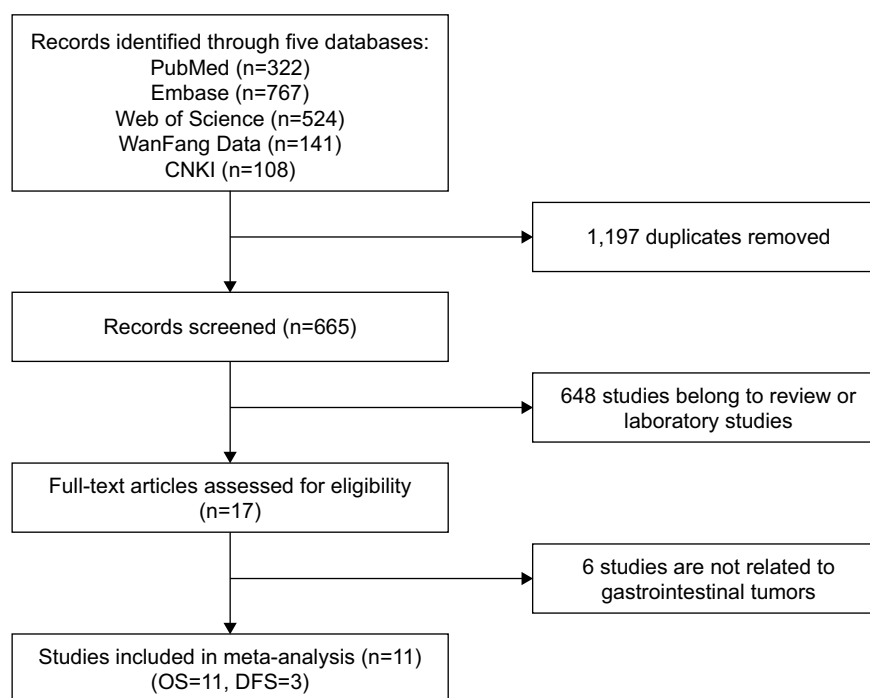 Records identified through five databases:
PubMed (n=322)
Embase (n=767)
Web of Science (n=524)
WanFang Data (n=141)
CNKI (n=108)
1,197 duplicates removed
Records screened (n=665)
648 studies belong to review or
laboratory studies
Full-text articles assessed for eligibility
(n=17)
6 studies are not related to
gastrointestinal tumors
Studies included in meta-analysis (n=11)
(OS=11, DFS=3)